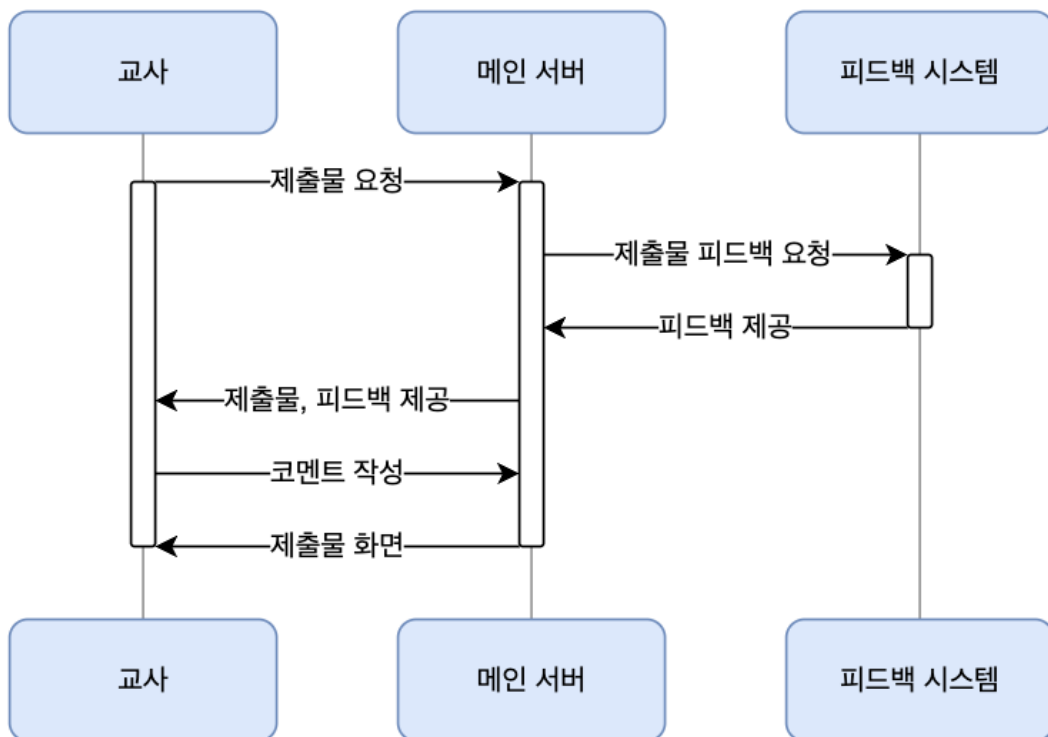 교사
메인 서버
피드백 시스템
제출물 요청
제출물 피드백 요청
피드백 제공
제출물, 피드백 제공
코멘트 작성
제출물 화면
교사
메인 서버
피드백 시스템